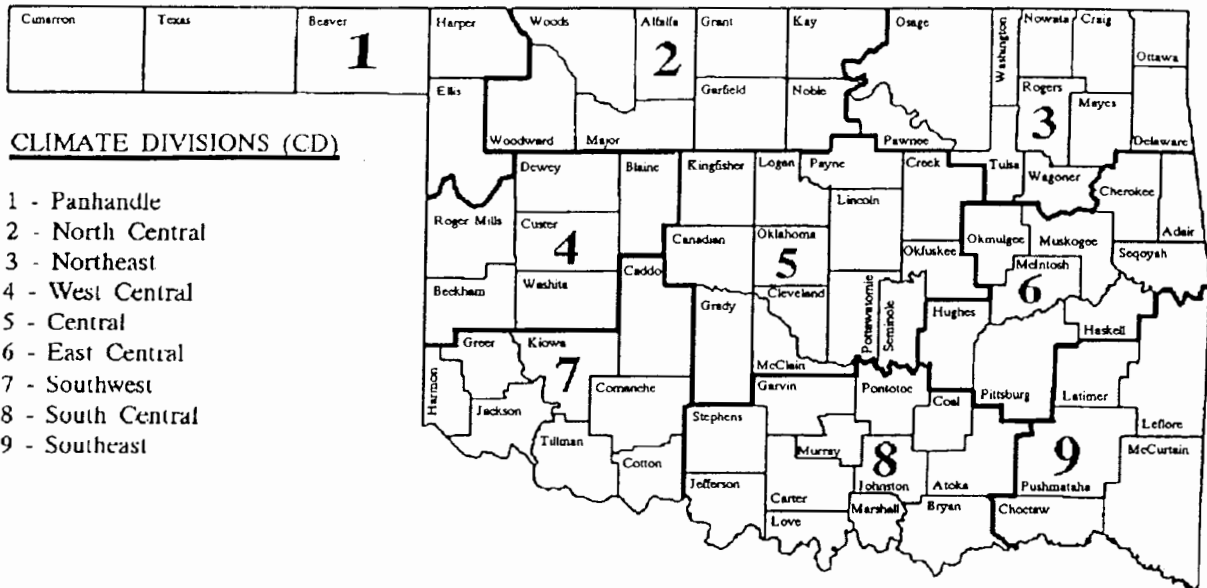 Cimarron Texas Beaver Harper Woods Alfalfa Grant Kay Osage Washington Nowata Craig Ottawa
1 2 3
Ellis Garfield Noble Rogers Mayes
Woodward Major Pawnee Delaware
CLIMATE DIVISIONS (CD)
1 - Panhandle
2 - North Central
3 - Northeast
4 - West Central
5 - Central
6 - East Central
7 - Southwest
8 - South Central
9 - Southeast
Dewey Blaine Kingfisher Logan Payne Creek Tulsa Wagoner Cherokee
Lincoln
Roger Mills Custer Canadian Oklahoma Okfuskee Okmulgee Muskogee Adair
4 5 6
Caddo McIntosh Seqoyah
Beckham Washita Grady Cleveland Pottawatomie Seminole Hughes Haskell
Greer Kiowa McClain
7
Harmon Jackson Comanche Garvin Pontotoc Coal Pittsburg Latimer
Stephens Leflore
Tillman Cotton Murray McCurtain
8 9
Jefferson Carter Johnston Atoka Pushmataha
Love Marshall Bryan Choctaw